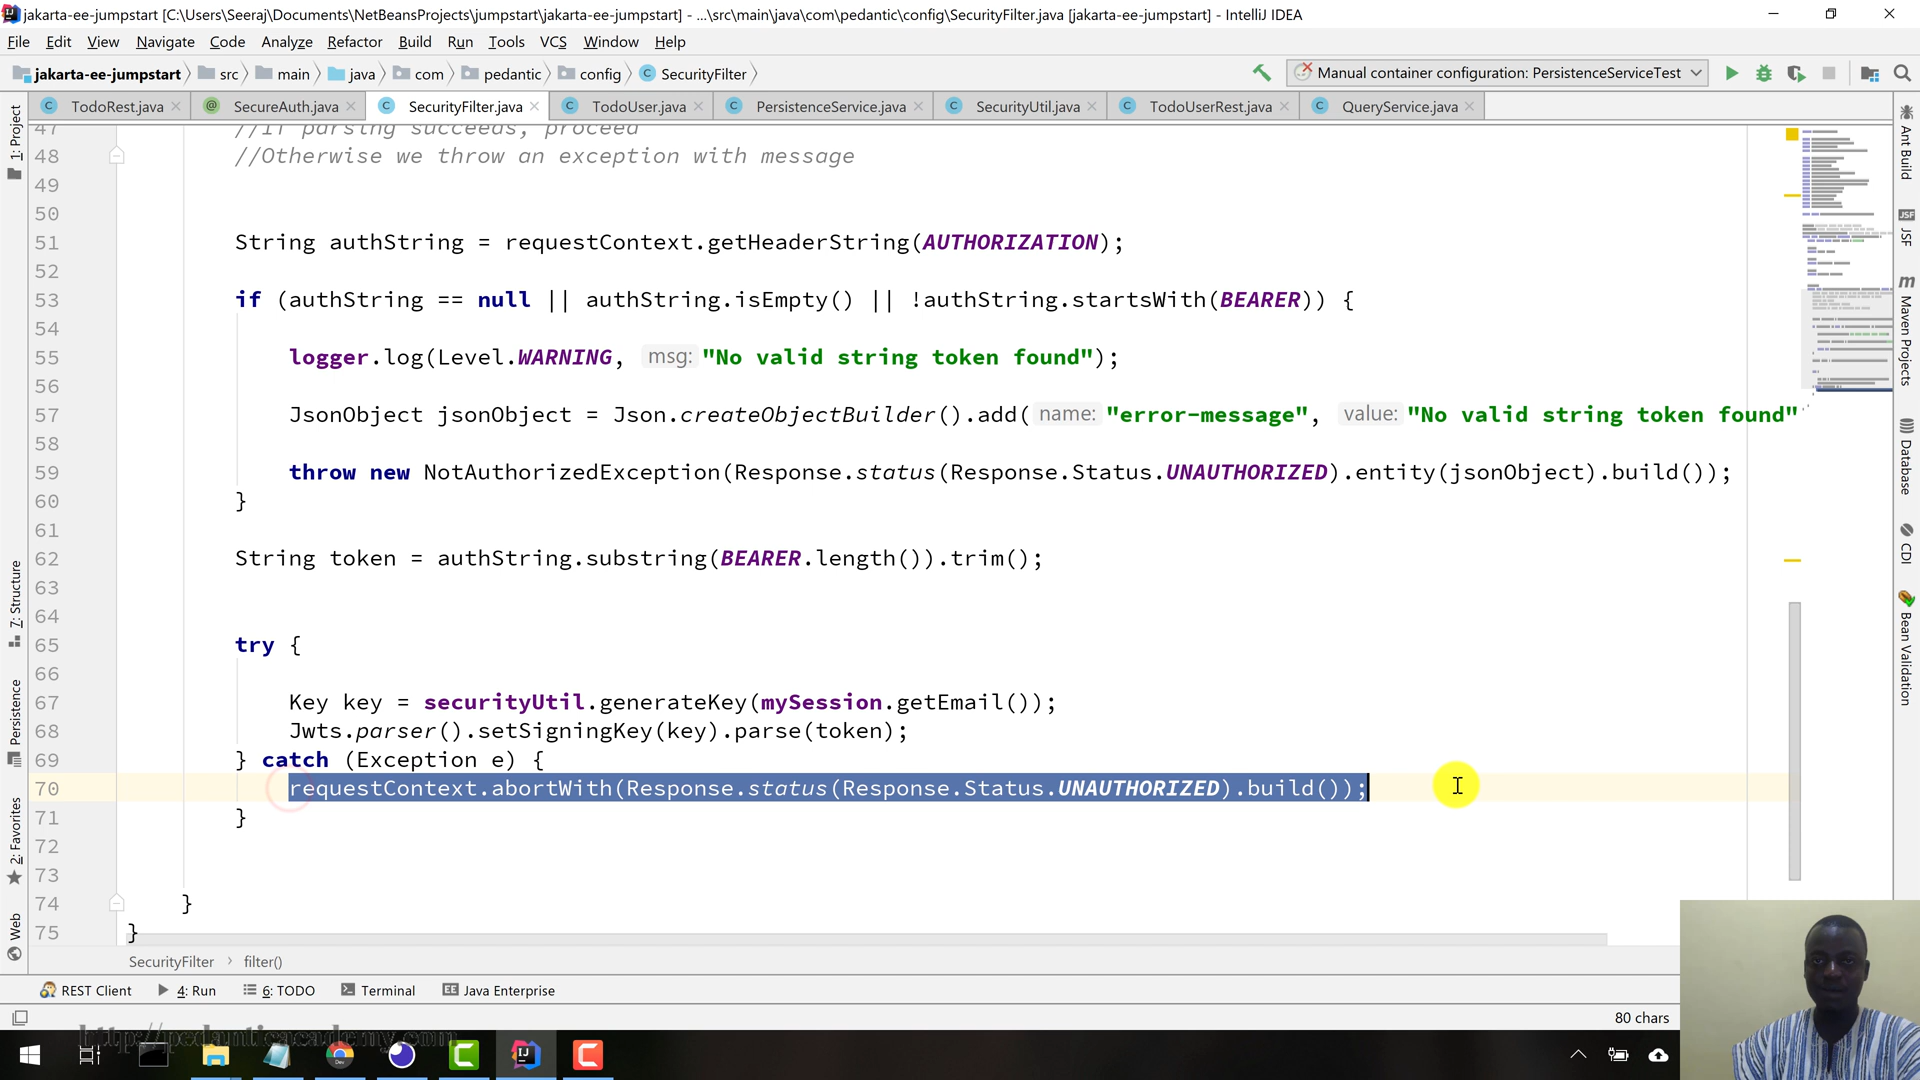 jakarta-ee-jumpstart [C:\Users\Seeraj\Documents\NetBeansProjects\jumpstart\jakarta-ee-jumpstart] - ...\src\main\java\com\pedantic\config\SecurityFilter.java [jakarta-ee-jumpstart] - IntelliJ IDEA
File Edit View Navigate Code Analyze Refactor Build Run Tools VCS Window Help
jakarta-ee-jumpstart src main java com pedantic config SecurityFilter Manual container configuration: PersistenceServiceTest
TodoRest.java SecureAuth.java SecurityFilter.java TodoUser.java PersistenceService.java SecurityUtil.java TodoUserRest.java QueryService.java
47 //If parsing succeeds, proceed
48 //Otherwise we throw an exception with message
49
50
51 String authString = requestContext.getHeaderString(AUTHORIZATION);
52
53 if (authString == null || authString.isEmpty() || !authString.startsWith(BEARER)) {
54
55 logger.log(Level.WARNING, msg: "No valid string token found");
56
57 JsonObject jsonObject = Json.createObjectBuilder().add( name: "error-message", value: "No valid string token found"
58
59 throw new NotAuthorizedException(Response.status(Response.Status.UNAUTHORIZED).entity(jsonObject).build());
60 }
61
62 String token = authString.substring(BEARER.length()).trim();
63
64
65 try {
66
67 Key key = securityUtil.generateKey(mySession.getEmail());
68 Jwts.parser().setSigningKey(key).parse(token);
69 } catch (Exception e) {
70 requestContext.abortWith(Response.status(Response.Status.UNAUTHORIZED).build());
71 }
72
73
74 }
75 }
SecurityFilter › filter()
1: Project
7: Structure
Persistence
2: Favorites
Web
Ant Build
JSF
JSF
m
Maven Projects
Database
CDI
Bean Validation
REST Client 4: Run 6: TODO Terminal EE Java Enterprise
80 chars
http://pedanticacademy.com
Dev